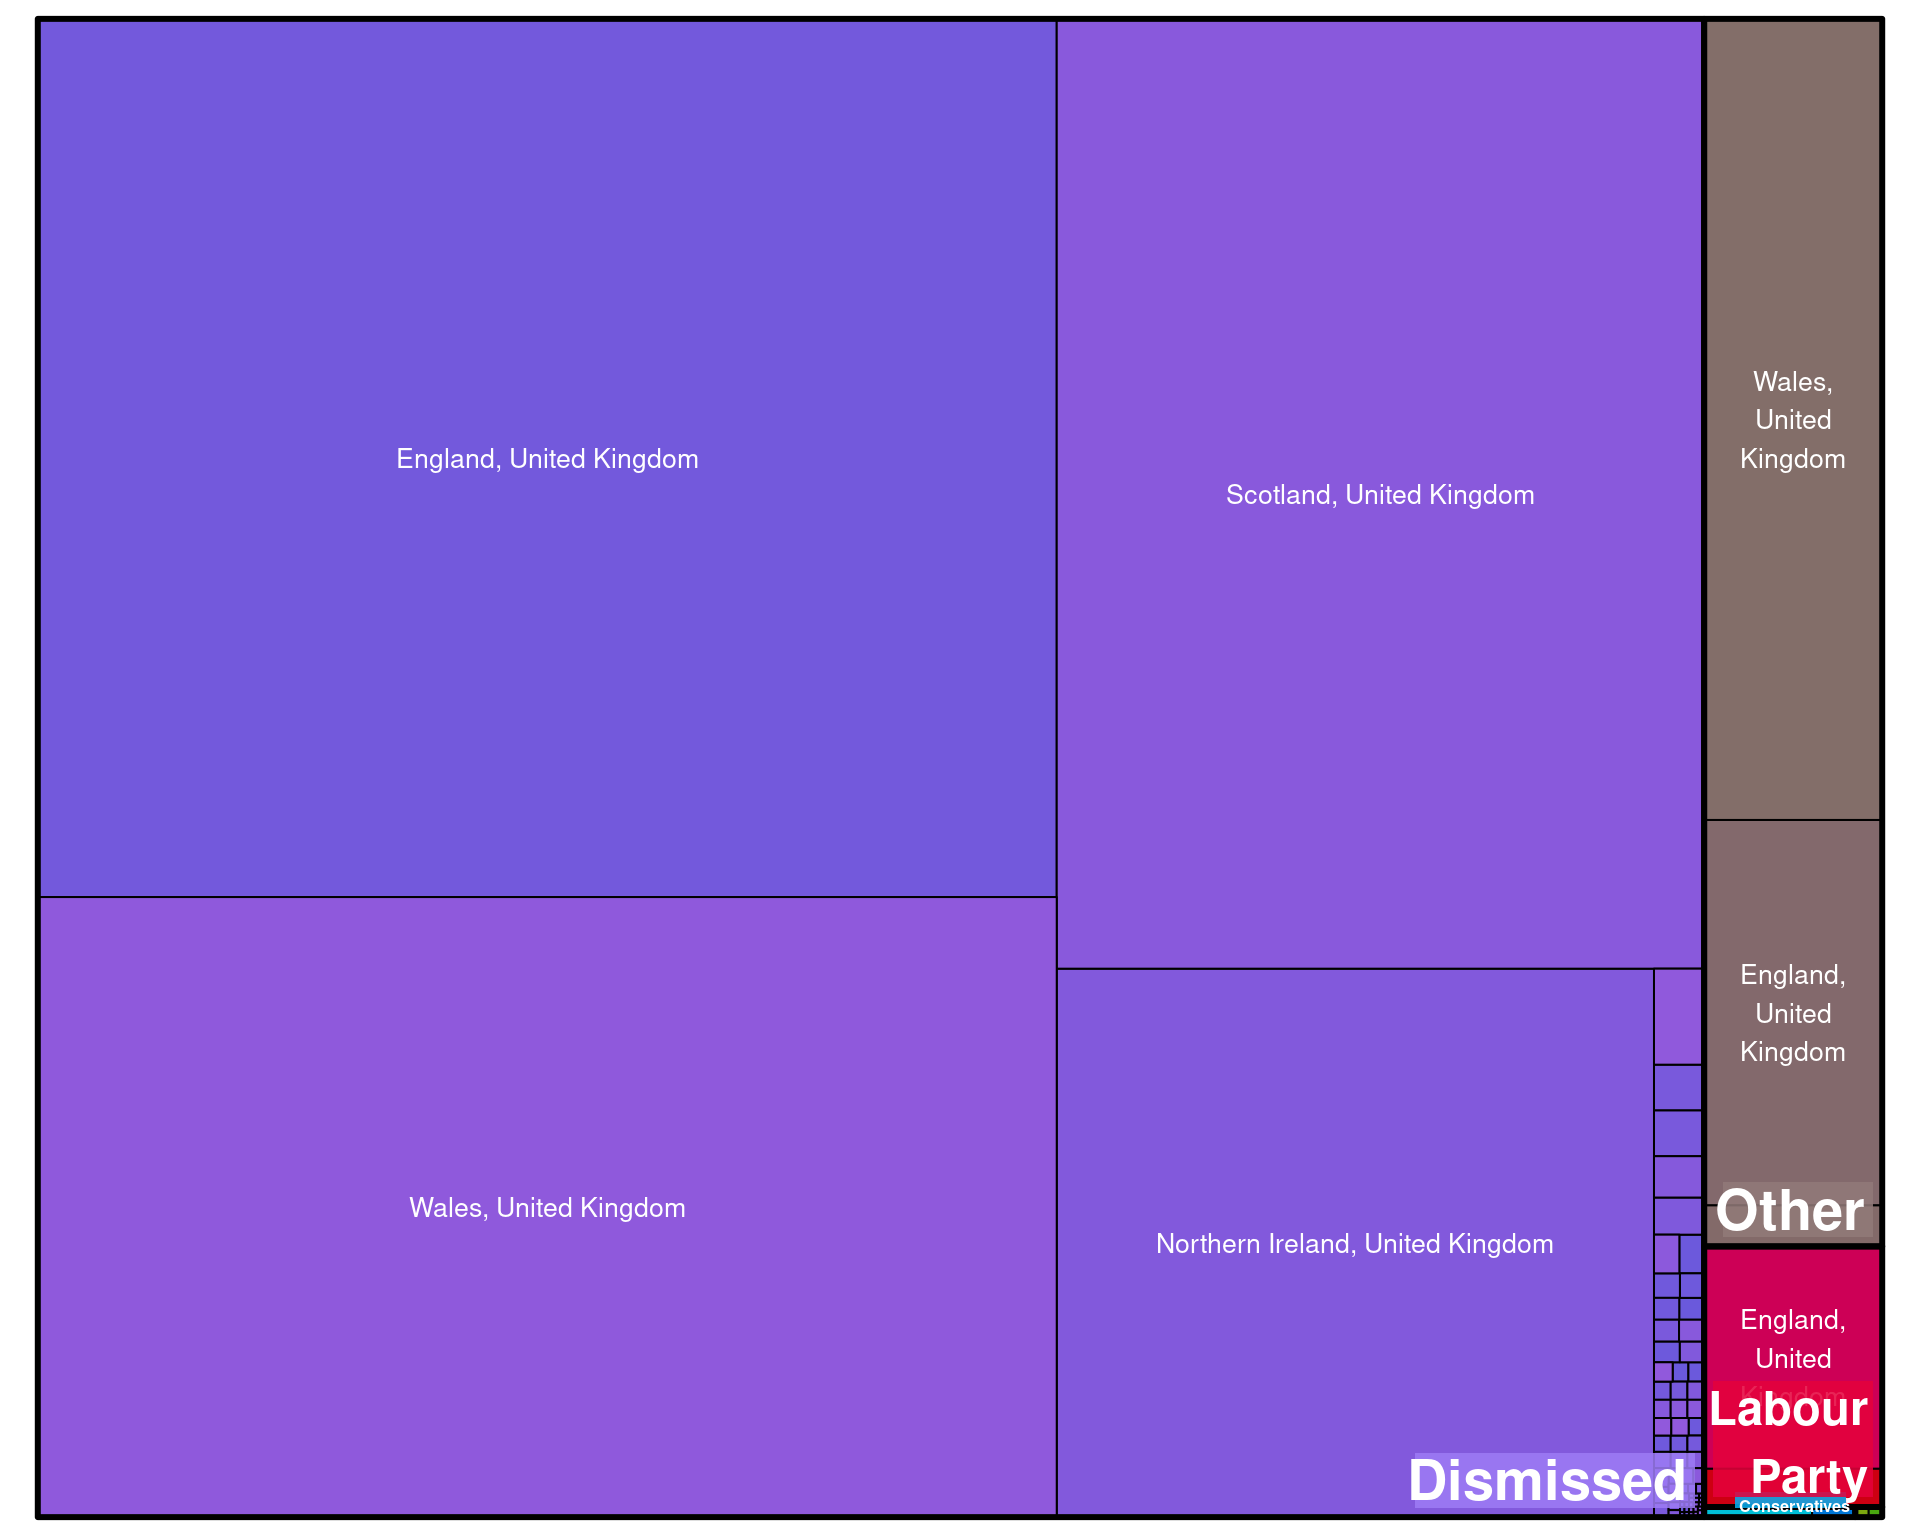 England, United Kingdom
Scotland, United Kingdom
Wales, United Kingdom
Northern Ireland, United Kingdom
Dismissed
Wales,
United
Kingdom
England,
United
Kingdom
Other
England,
United
Kingdom
Labour
Party
Conservatives